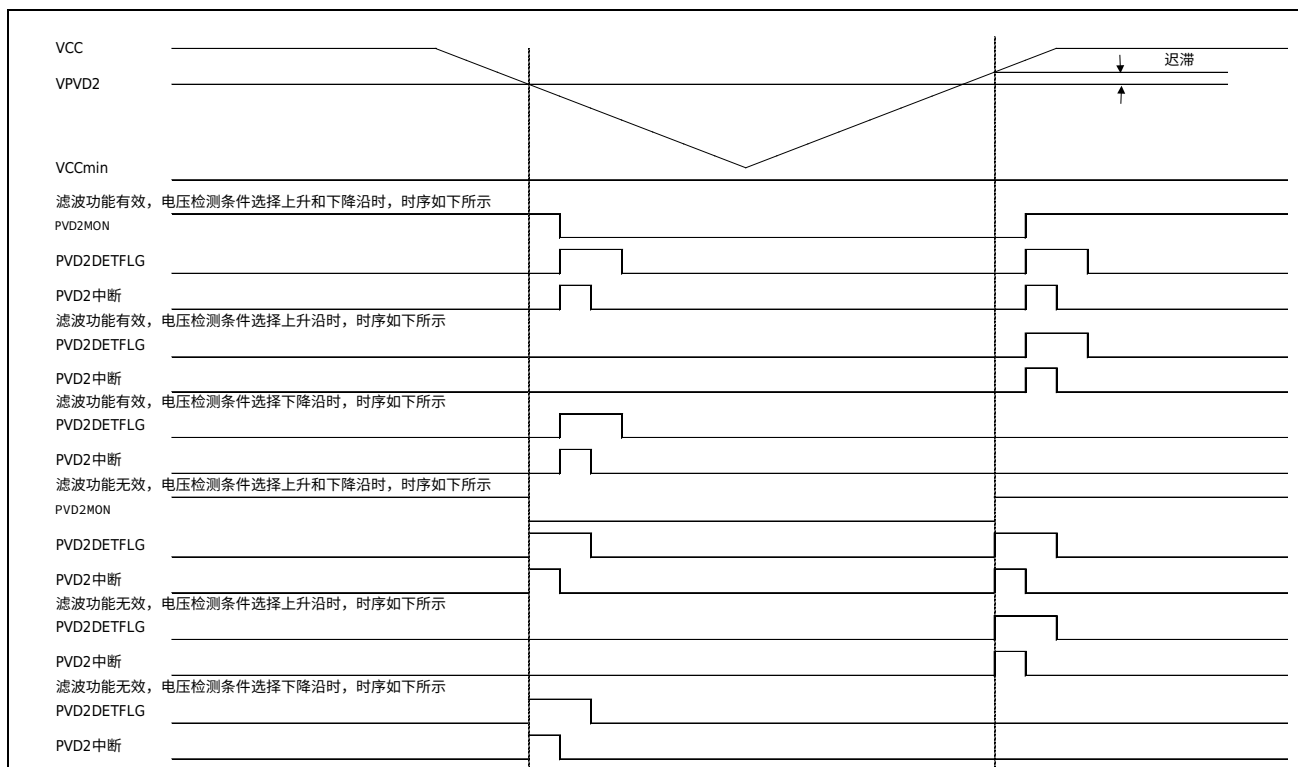 VCC
迟滞
VPVD2
VCCmin
滤波功能有效，电压检测条件选择上升和下降沿时，时序如下所示
PVD2MON
PVD2DETFLG
PVD2中断
滤波功能有效，电压检测条件选择上升沿时，时序如下所示
PVD2DETFLG
PVD2中断
滤波功能有效，电压检测条件选择下降沿时，时序如下所示
PVD2DETFLG
PVD2中断
滤波功能无效，电压检测条件选择上升和下降沿时，时序如下所示
PVD2MON
PVD2DETFLG
PVD2中断
滤波功能无效，电压检测条件选择上升沿时，时序如下所示
PVD2DETFLG
PVD2中断
滤波功能无效，电压检测条件选择下降沿时，时序如下所示
PVD2DETFLG
PVD2中断